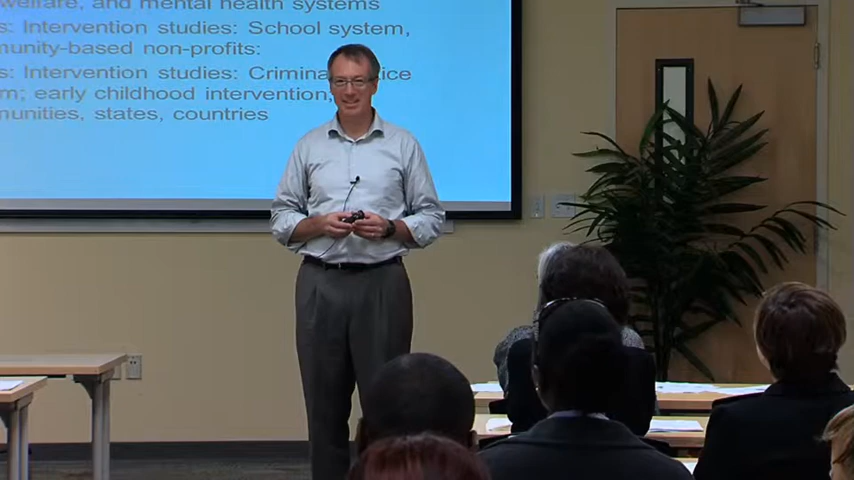 welfare, and mental health systems
s: Intervention studies: School system,
munity-based non-profits
s: Intervention studies: Criminal
m; early childhood intervention,
munities, states, countries